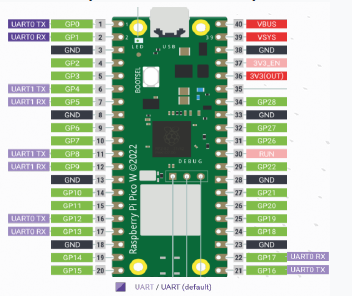 UART0 TX GP0 1 40 VBUS
UART0 RX GP1 2 39 VSYS
GND 3 38 GND
GP2 4 37 3V3_EN
GP3 5 36 3V3(OUT)
UART1 TX GP4 6 35
UART1 RX GP5 7 34 GP28
GND 8 33 GND
GP6 9 32 GP27
GP7 10 31 GP26
UART1 TX GP8 11 30 RUN
UART1 RX GP9 12 29 GP22
GND 13 28 GND
GP10 14 27 GP21
GP11 15 26 GP20
UART0 TX GP12 16 25 GP19
UART0 RX GP13 17 24 GP18
GND 18 23 GND
GP14 19 22 GP17 UART0 RX
GP15 20 21 GP16 UART0 TX
LED
USB
BOOTSEL
DEBUG
Raspberry Pi Pico W ©2022
UART / UART (default)